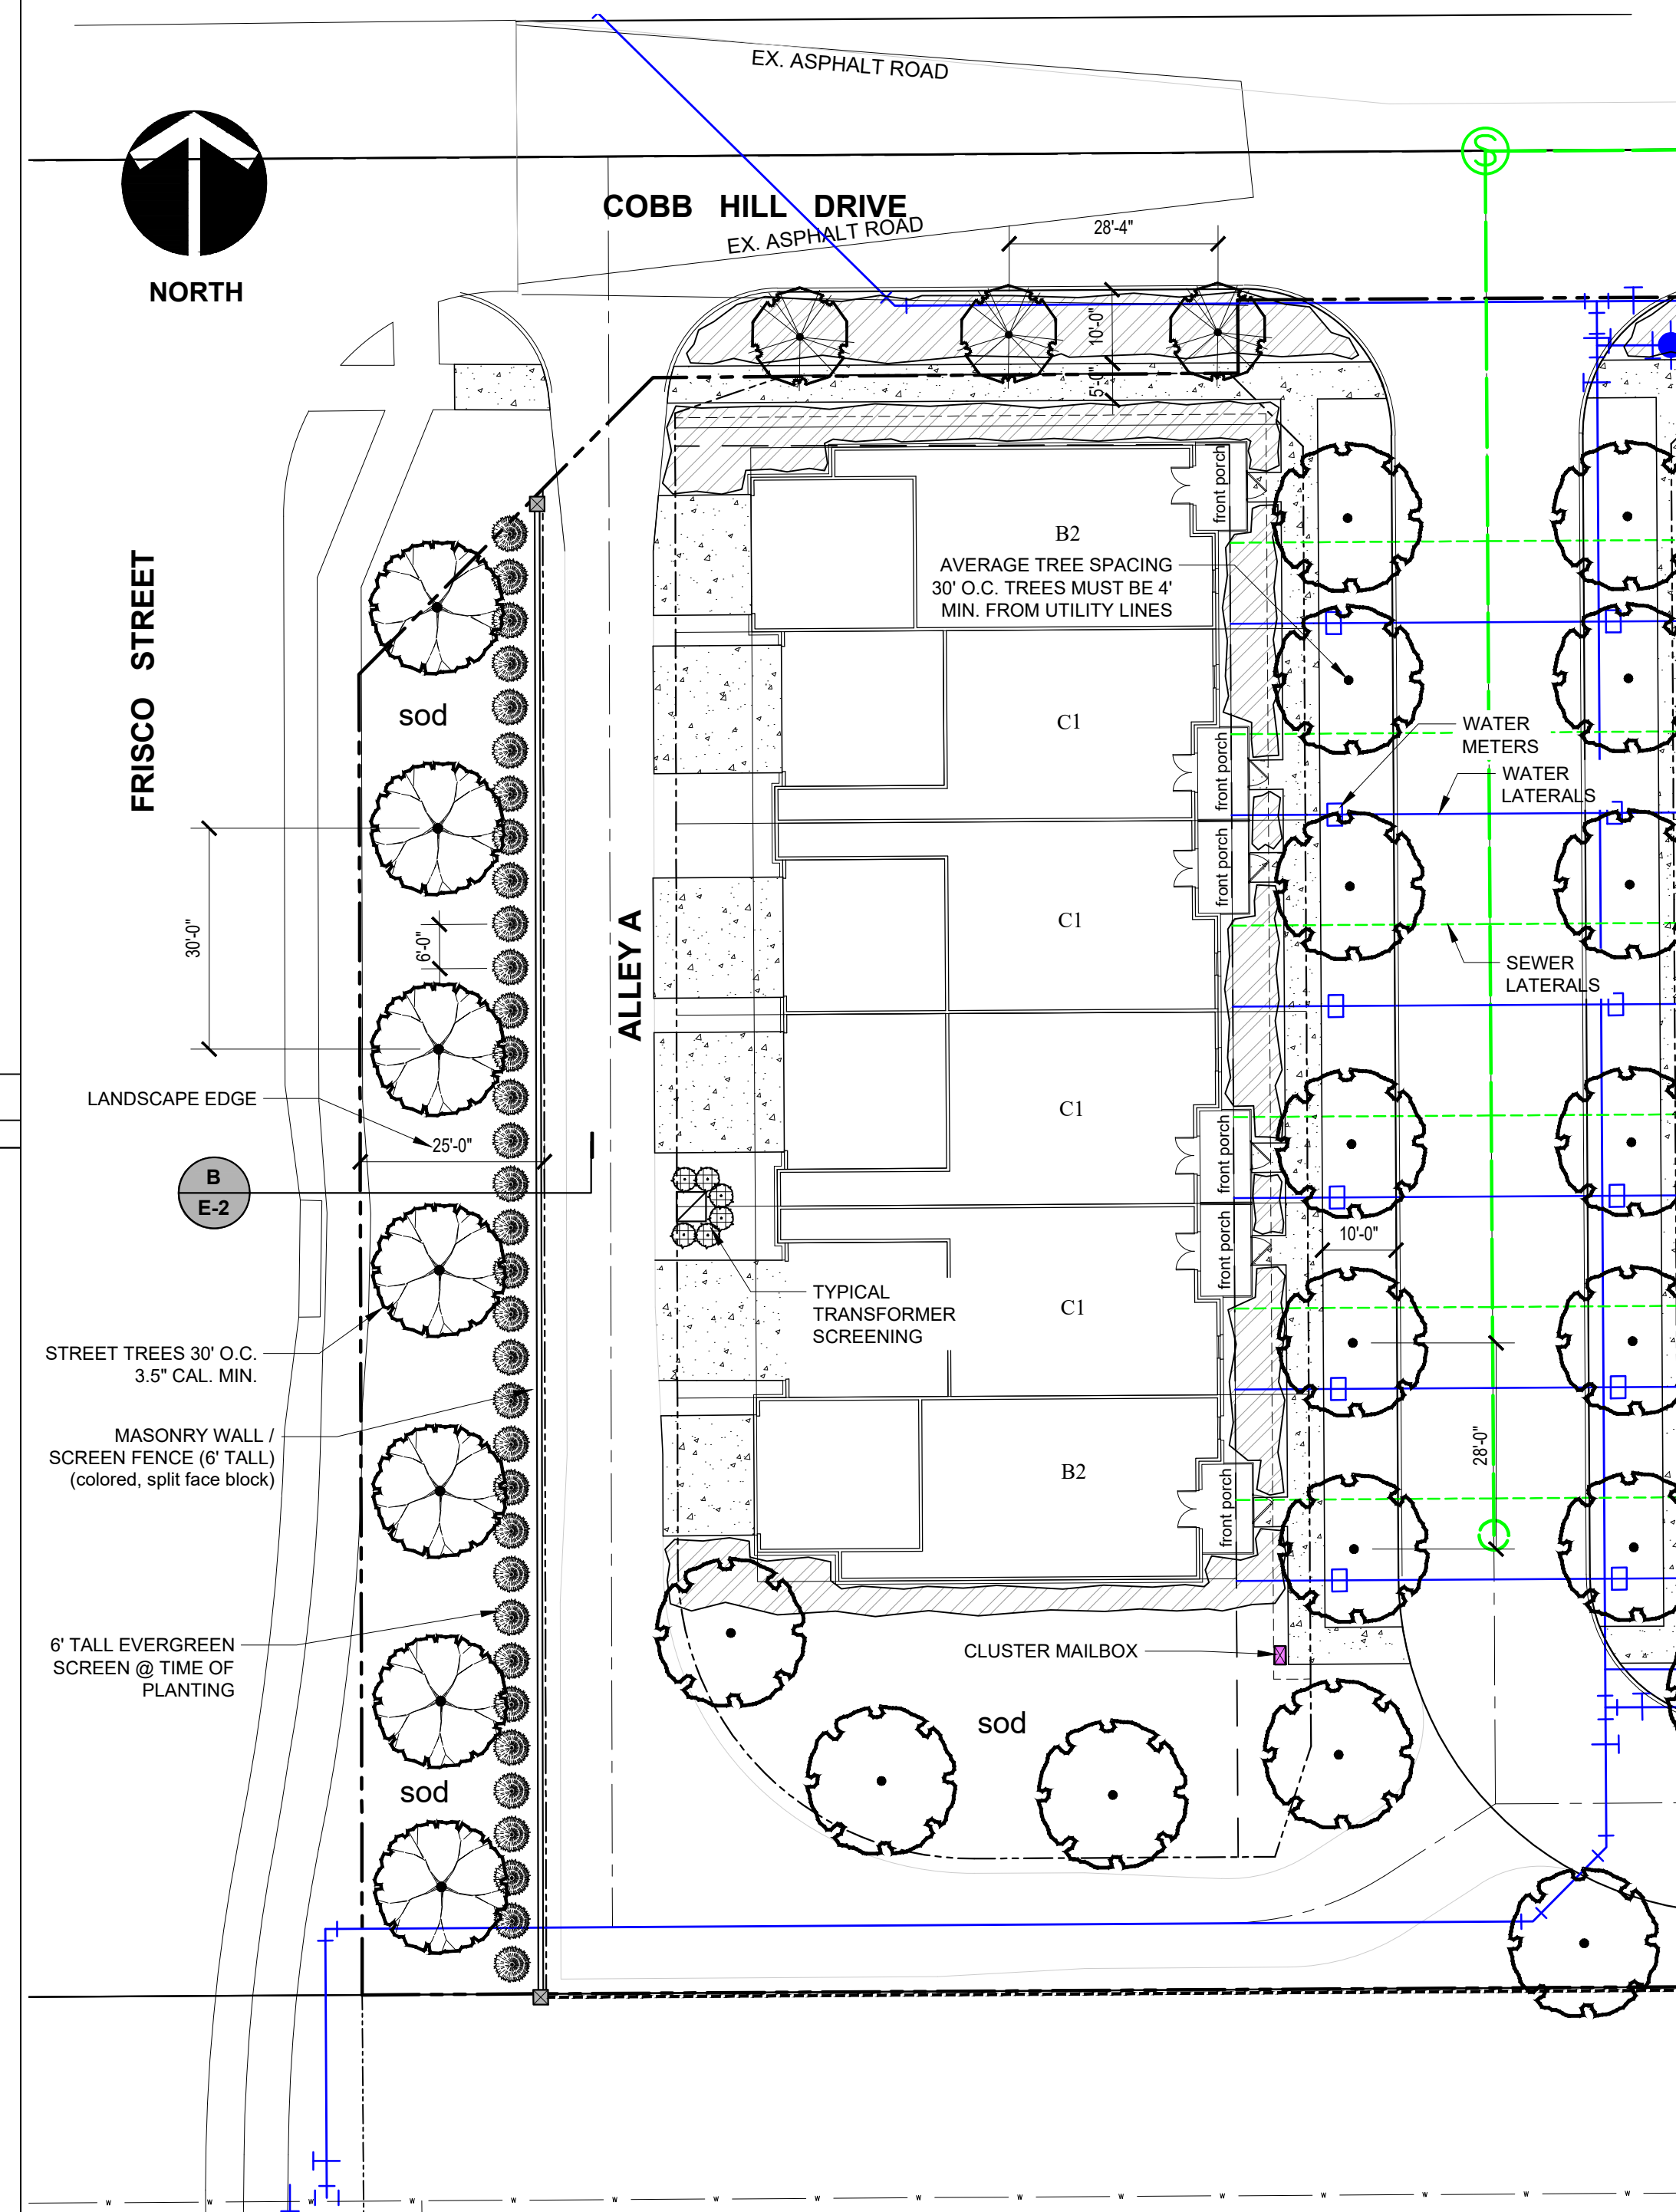 EX. ASPHALT ROAD
COBB HILL DRIVE
EX. ASPHALT ROAD
28'-4"
NORTH
10'-0"
5'-0"
S
front porch
B2
AVERAGE TREE SPACING
30' O.C. TREES MUST BE 4'
MIN. FROM UTILITY LINES
FRISCO STREET
sod
C1
WATER
METERS
WATER
LATERALS
front porch
front porch
30'-0"
6'-0"
ALLEY A
C1
SEWER
LATERALS
LANDSCAPE EDGE
25'-0"
C1
front porch
B
E-2
front porch
10'-0"
TYPICAL
TRANSFORMER
SCREENING
C1
STREET TREES 30' O.C.
3.5" CAL. MIN.
MASONRY WALL /
SCREEN FENCE (6' TALL)
(colored, split face block)
28'-0"
B2
front porch
6' TALL EVERGREEN
SCREEN @ TIME OF
PLANTING
CLUSTER MAILBOX
sod
sod
W W W W W W W W W W W W W W W W